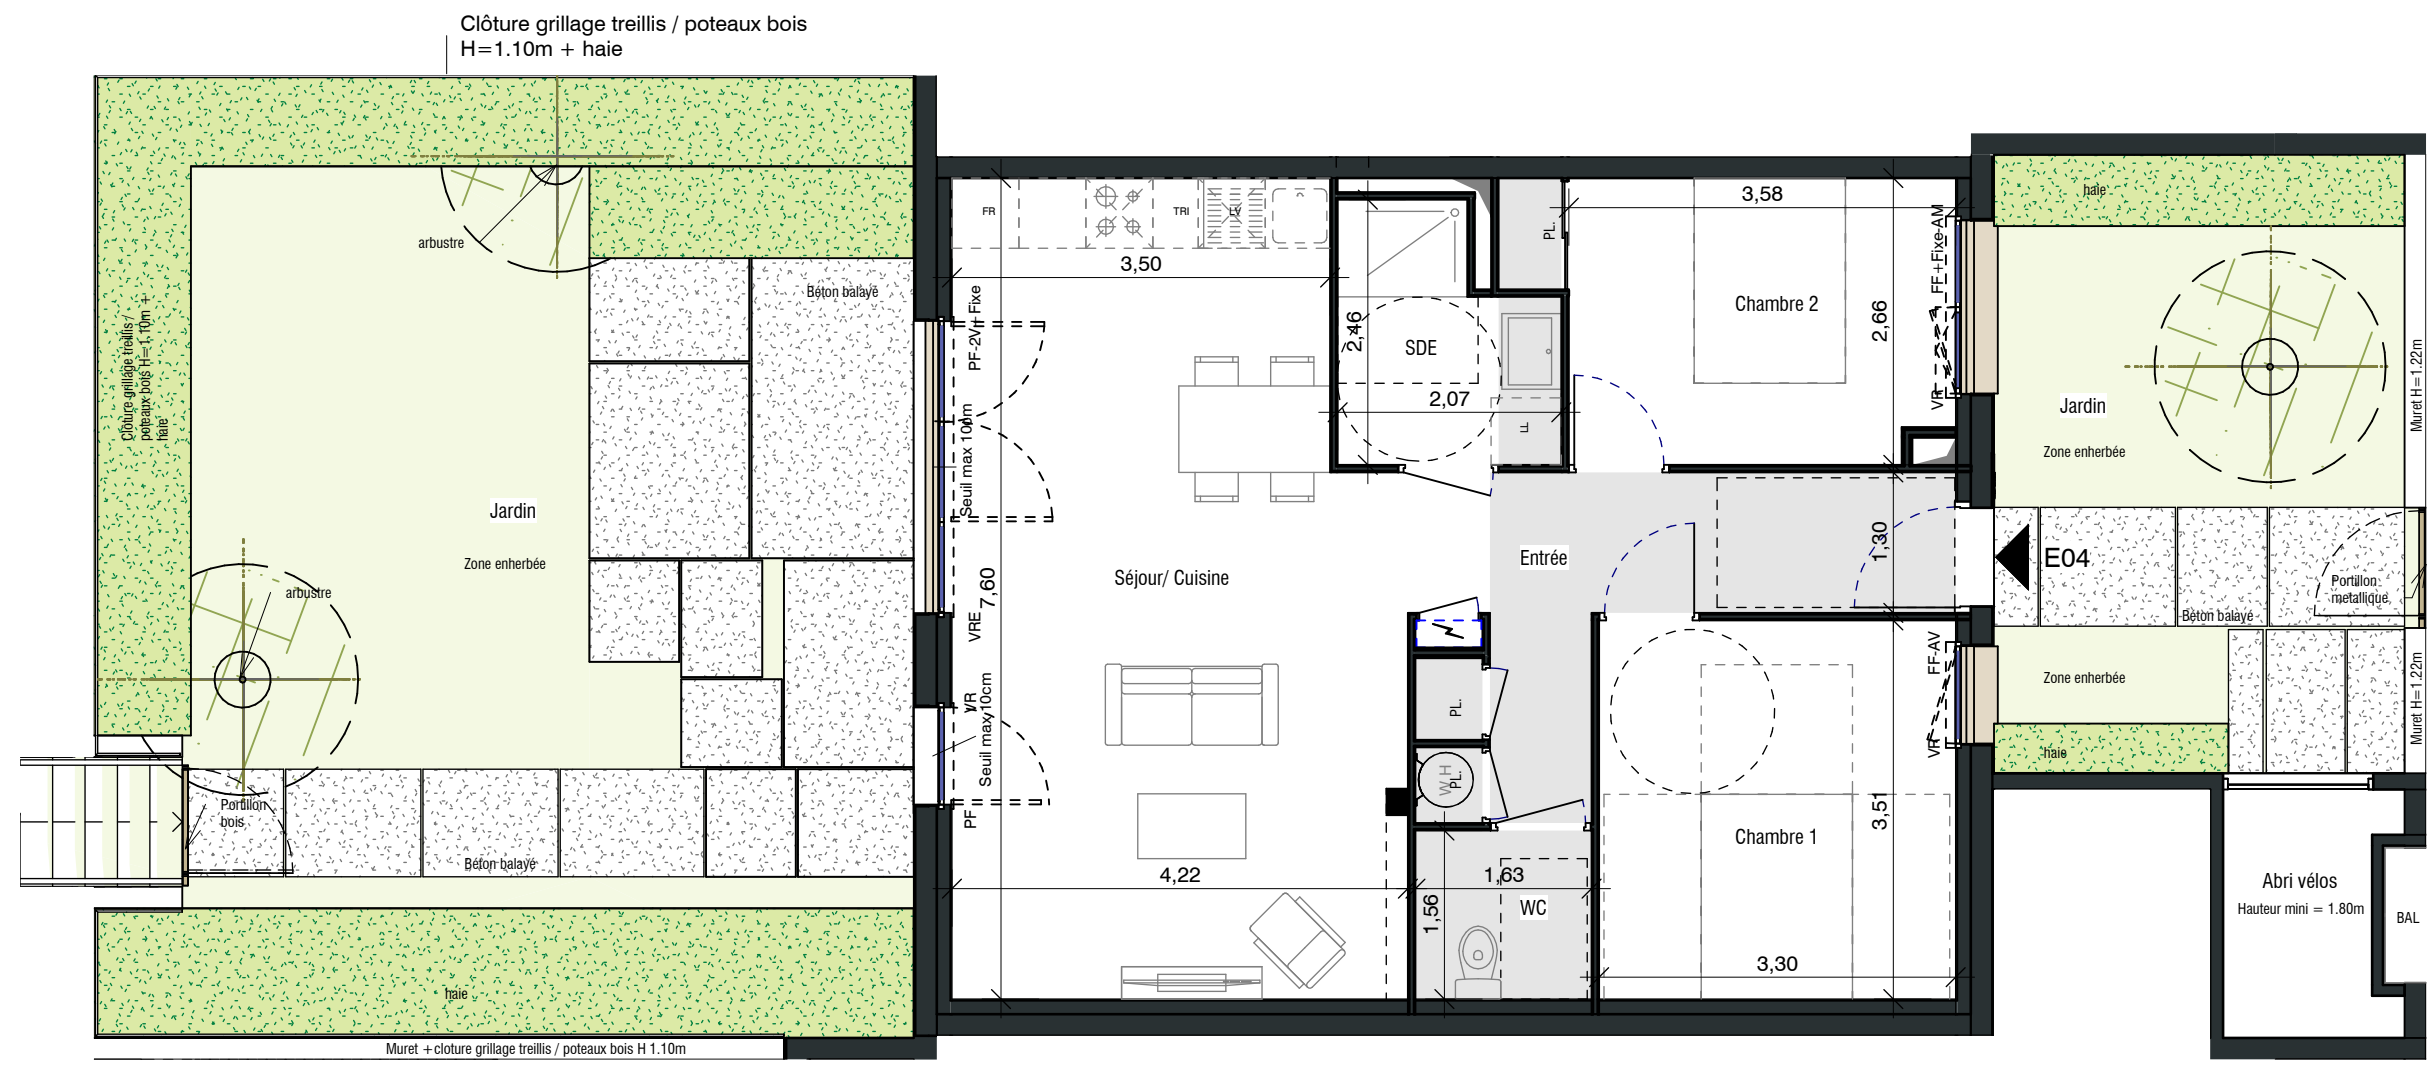 Clôture grillage treillis / poteaux bois
H=1.10m + haie
arbustre
Clôture grillage treillis /
poteaux bois H=1,10m +
haie
Béton balayé
Jardin
Zone enherbée
arbustre
Portillon
bois
Béton balayé
haie
Muret +cloture grillage treillis / poteaux bois H 1.10m
FR
TRI
LV
3,50
PF-2V+Fixe
Seuil max 10cm
7,60
VRE
VR
Seuil max 10cm
PF
Séjour/ Cuisine
4,22
2,46
SDE
2,07
LL
PL.
3,58
Chambre 2
2,66
FF+Fixe-AM
VR
Entrée
1,30
PL.
W H
PL.
1,63
1,56
WC
Chambre 1
3,51
3,30
FF-AV
VR
haie
Jardin
Zone enherbée
Muret H=1.22m
E04
Portillon
metallique
Béton balayé
Zone enherbée
haie
Muret H=1.22m
Abri vélos
Hauteur mini = 1.80m
BAL